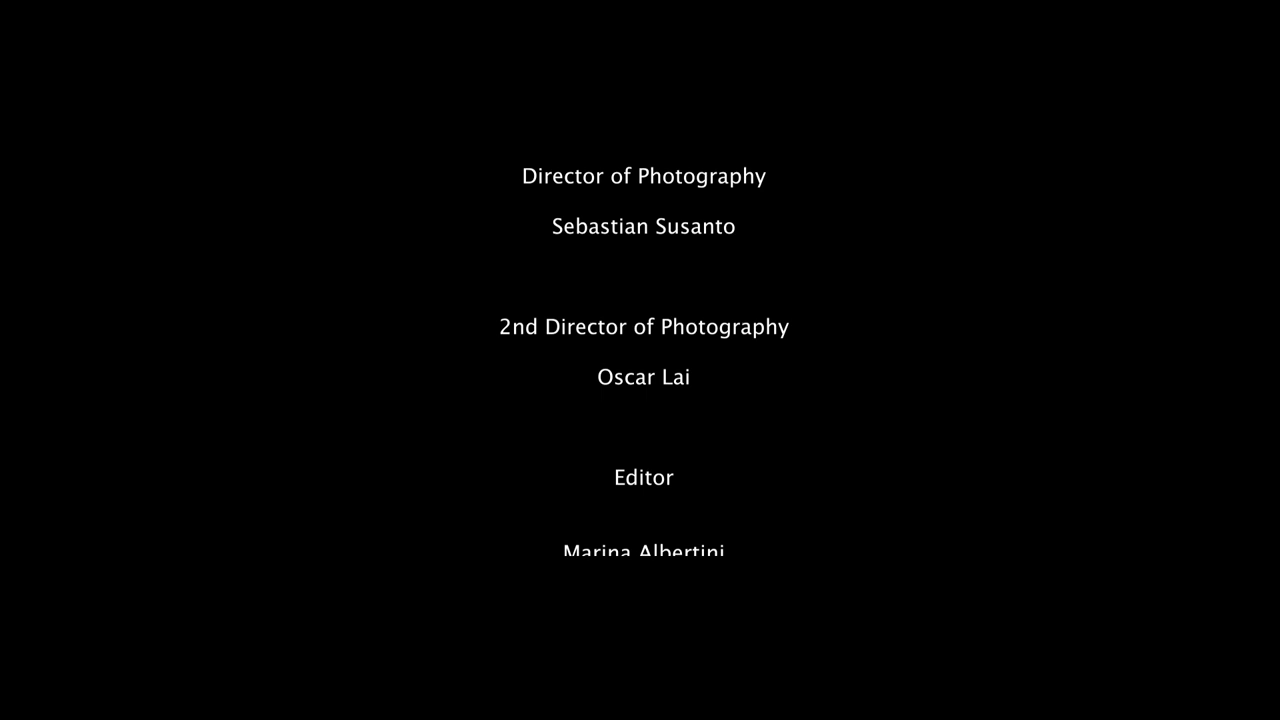 Director of Photography
Sebastian Susanto
2nd Director of Photography
Oscar Lai
Editor
Marina Albertini